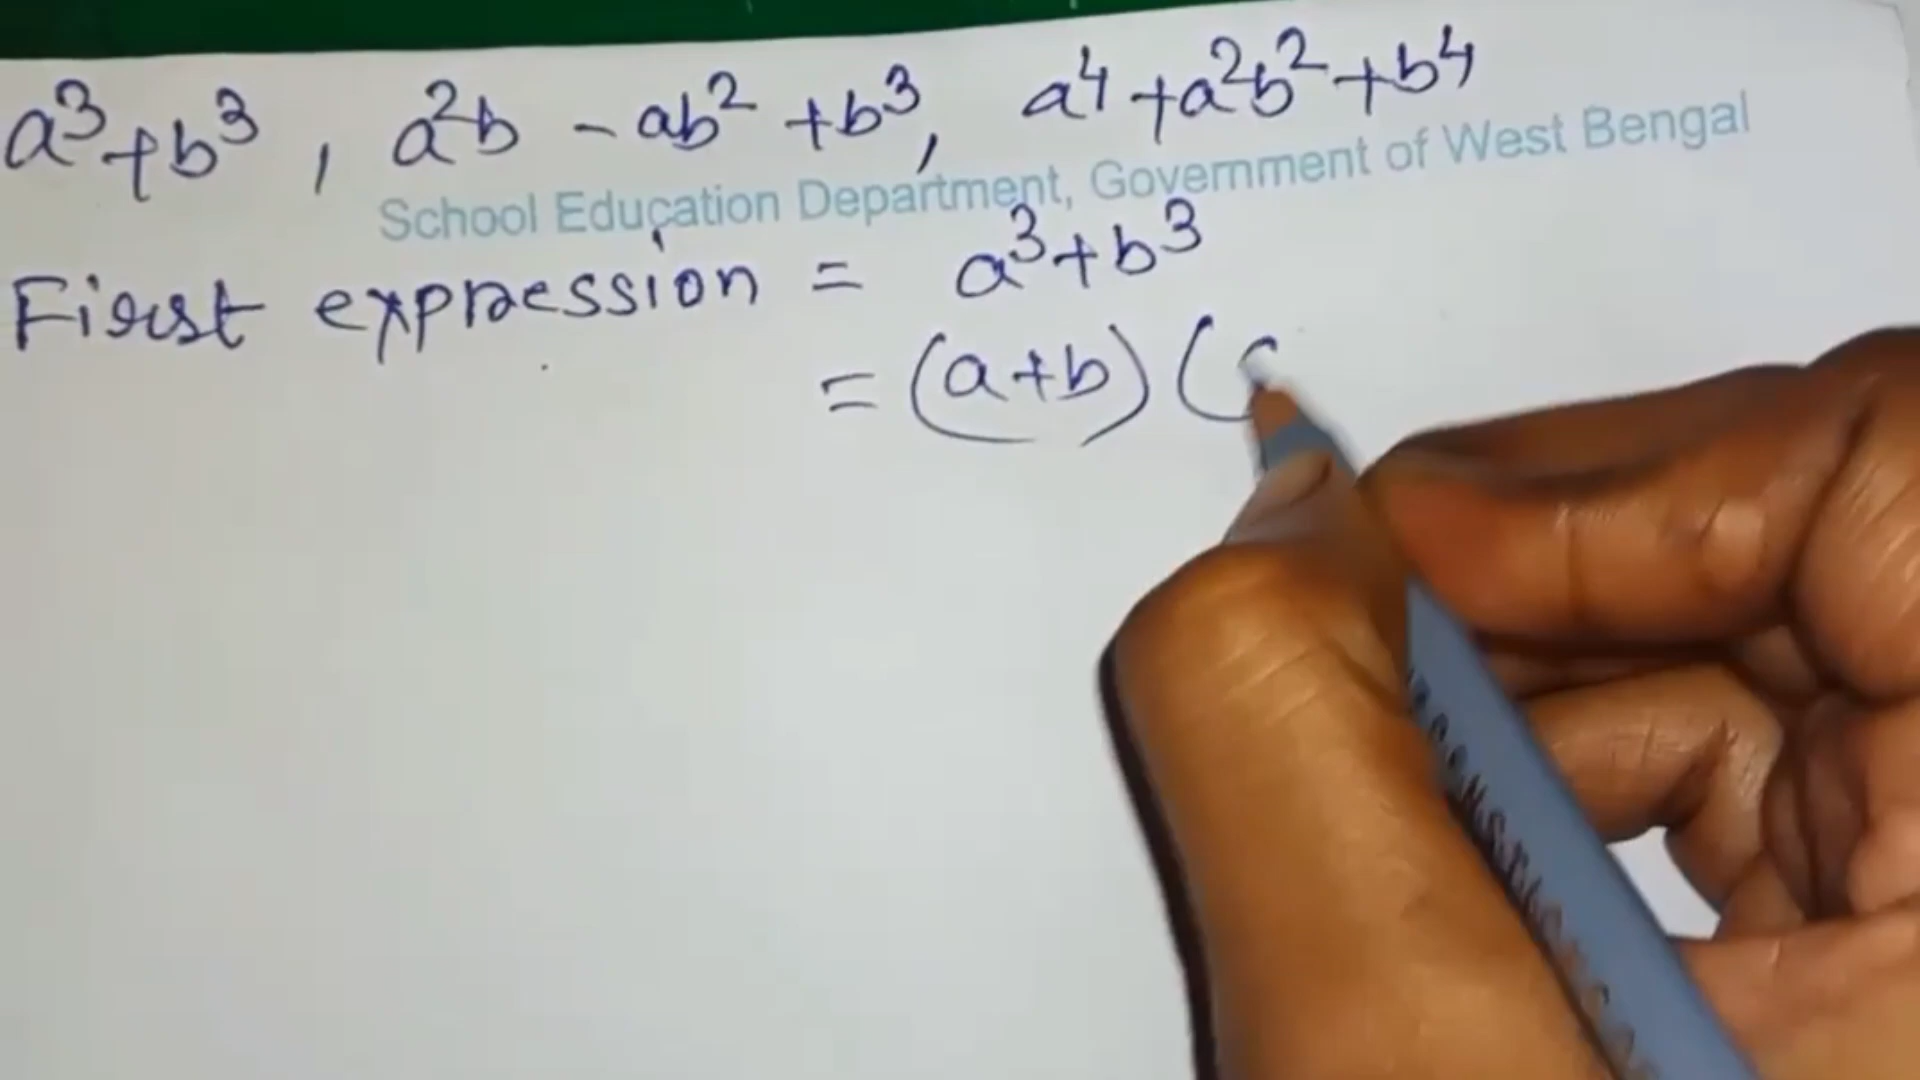 a³+b³, a²b - ab² + b³, a⁴+a²b²+b⁴
School Education Department, Government of West Bengal
First expression = a³+b³
= (a+b) (